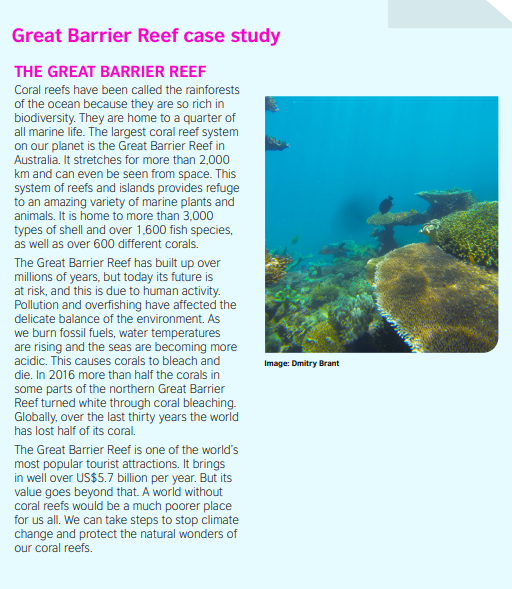 Great Barrier Reef case study
THE GREAT BARRIER REEF
Coral reefs have been called the rainforests
of the ocean because they are so rich in
biodiversity. They are home to a quarter of
all marine life. The largest coral reef system
on our planet is the Great Barrier Reef in
Australia. It stretches for more than 2,000
km and can even be seen from space. This
system of reefs and islands provides refuge
to an amazing variety of marine plants and
animals. It is home to more than 3,000
types of shell and over 1,600 fish species,
as well as over 600 different corals.
The Great Barrier Reef has built up over
millions of years, but today its future is
at risk, and this is due to human activity.
Pollution and overfishing have affected the
delicate balance of the environment. As
we burn fossil fuels, water temperatures
are rising and the seas are becoming more
acidic. This causes corals to bleach and
die. In 2016 more than half the corals in
some parts of the northern Great Barrier
Reef turned white through coral bleaching.
Globally, over the last thirty years the world
has lost half of its coral.
The Great Barrier Reef is one of the world's
most popular tourist attractions. It brings
in well over US$5.7 billion per year. But its
value goes beyond that. A world without
coral reefs would be a much poorer place
for us all. We can take steps to stop climate
change and protect the natural wonders of
our coral reefs.
Image: Dmitry Brant